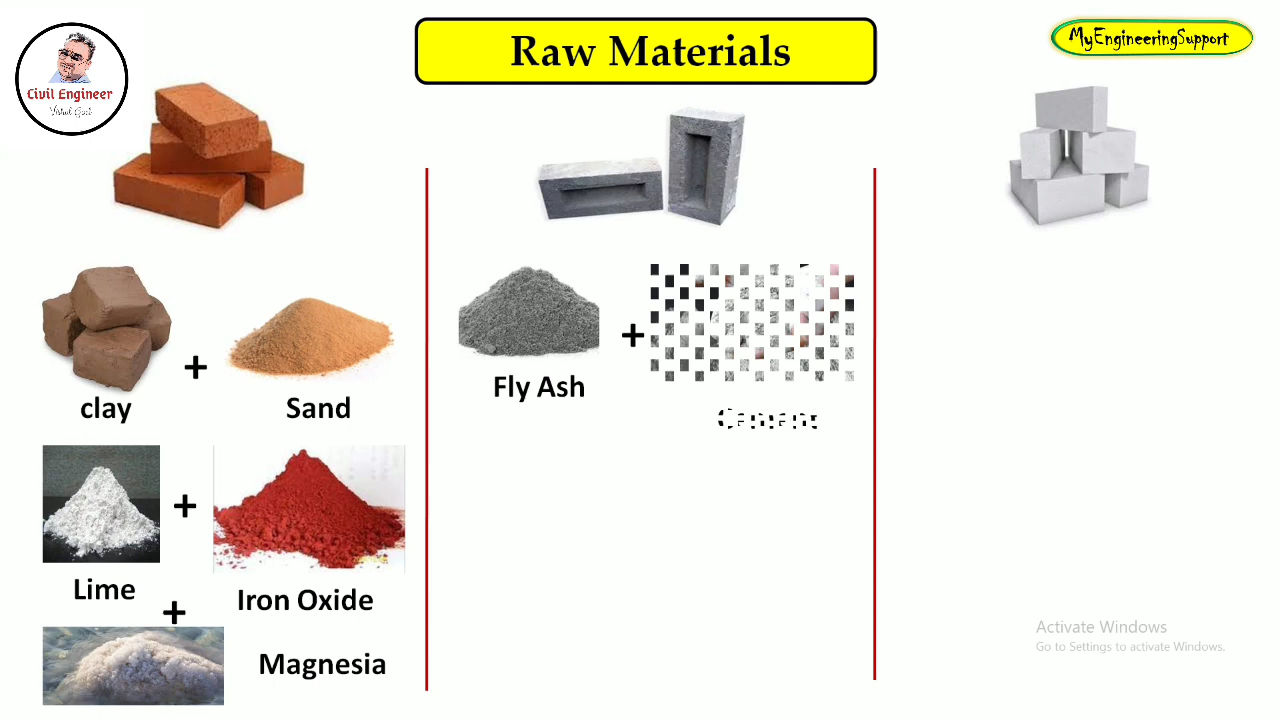 Raw Materials
MyEngineeringSupport
Civil Engineer
+
clay
+
Sand
Fly Ash
+
Cement
+
Lime
Iron Oxide
+
Magnesia
Activate Windows
Go to Settings to activate Windows.